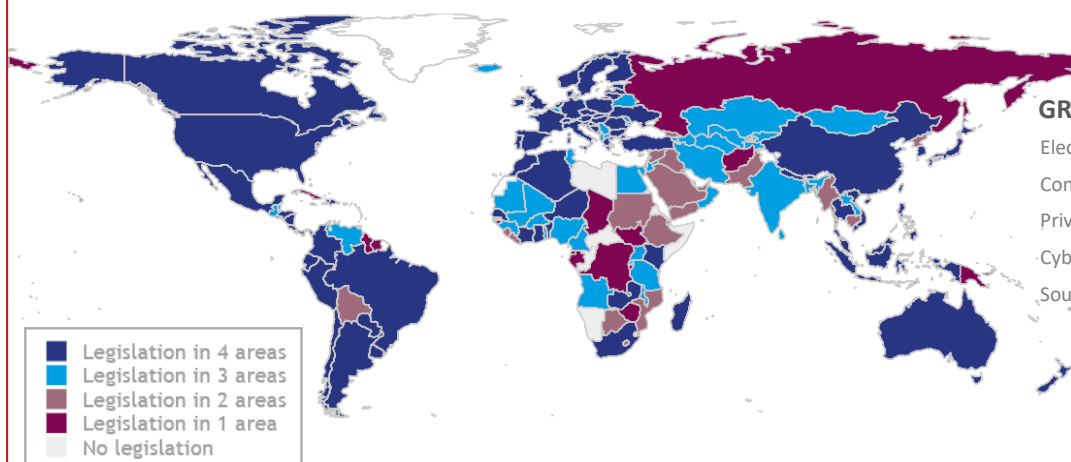 GR
Elec
Con
Priv
Cyb
Sou
Legislation in 4 areas
Legislation in 3 areas
Legislation in 2 areas
Legislation in 1 area
No legislation